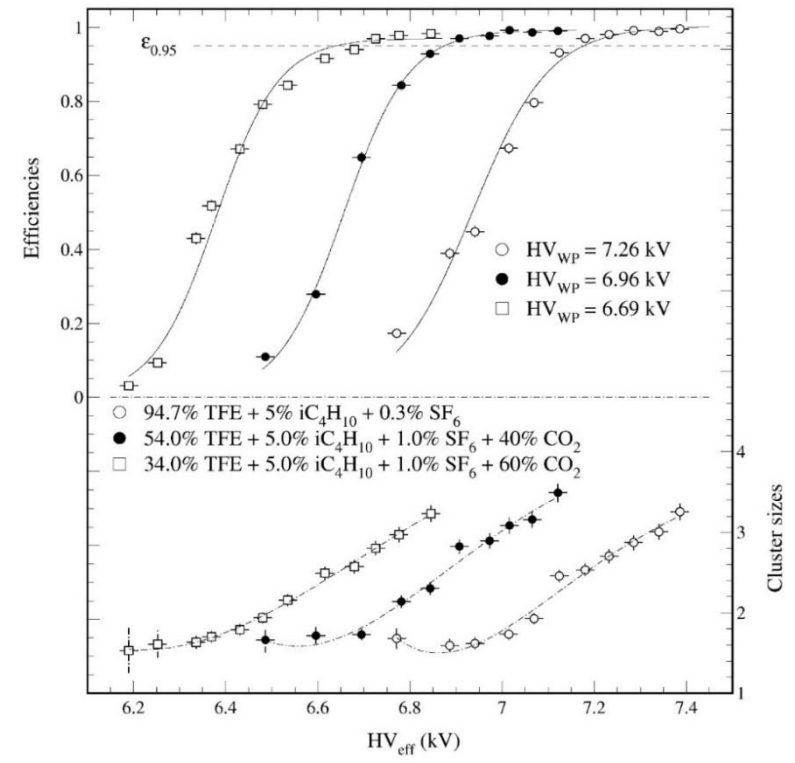 1
ε0.95
0.8
0.6
0.4
0.2
0
Efficiencies
HVWP = 7.26 kV
HVWP = 6.96 kV
HVWP = 6.69 kV
94.7% TFE + 5% iC4H10 + 0.3% SF6
54.0% TFE + 5.0% iC4H10 + 1.0% SF6 + 40% CO2
34.0% TFE + 5.0% iC4H10 + 1.0% SF6 + 60% CO2
4
3
2
1
Cluster sizes
6.2 6.4 6.6 6.8 7 7.2 7.4
HVeff (kV)